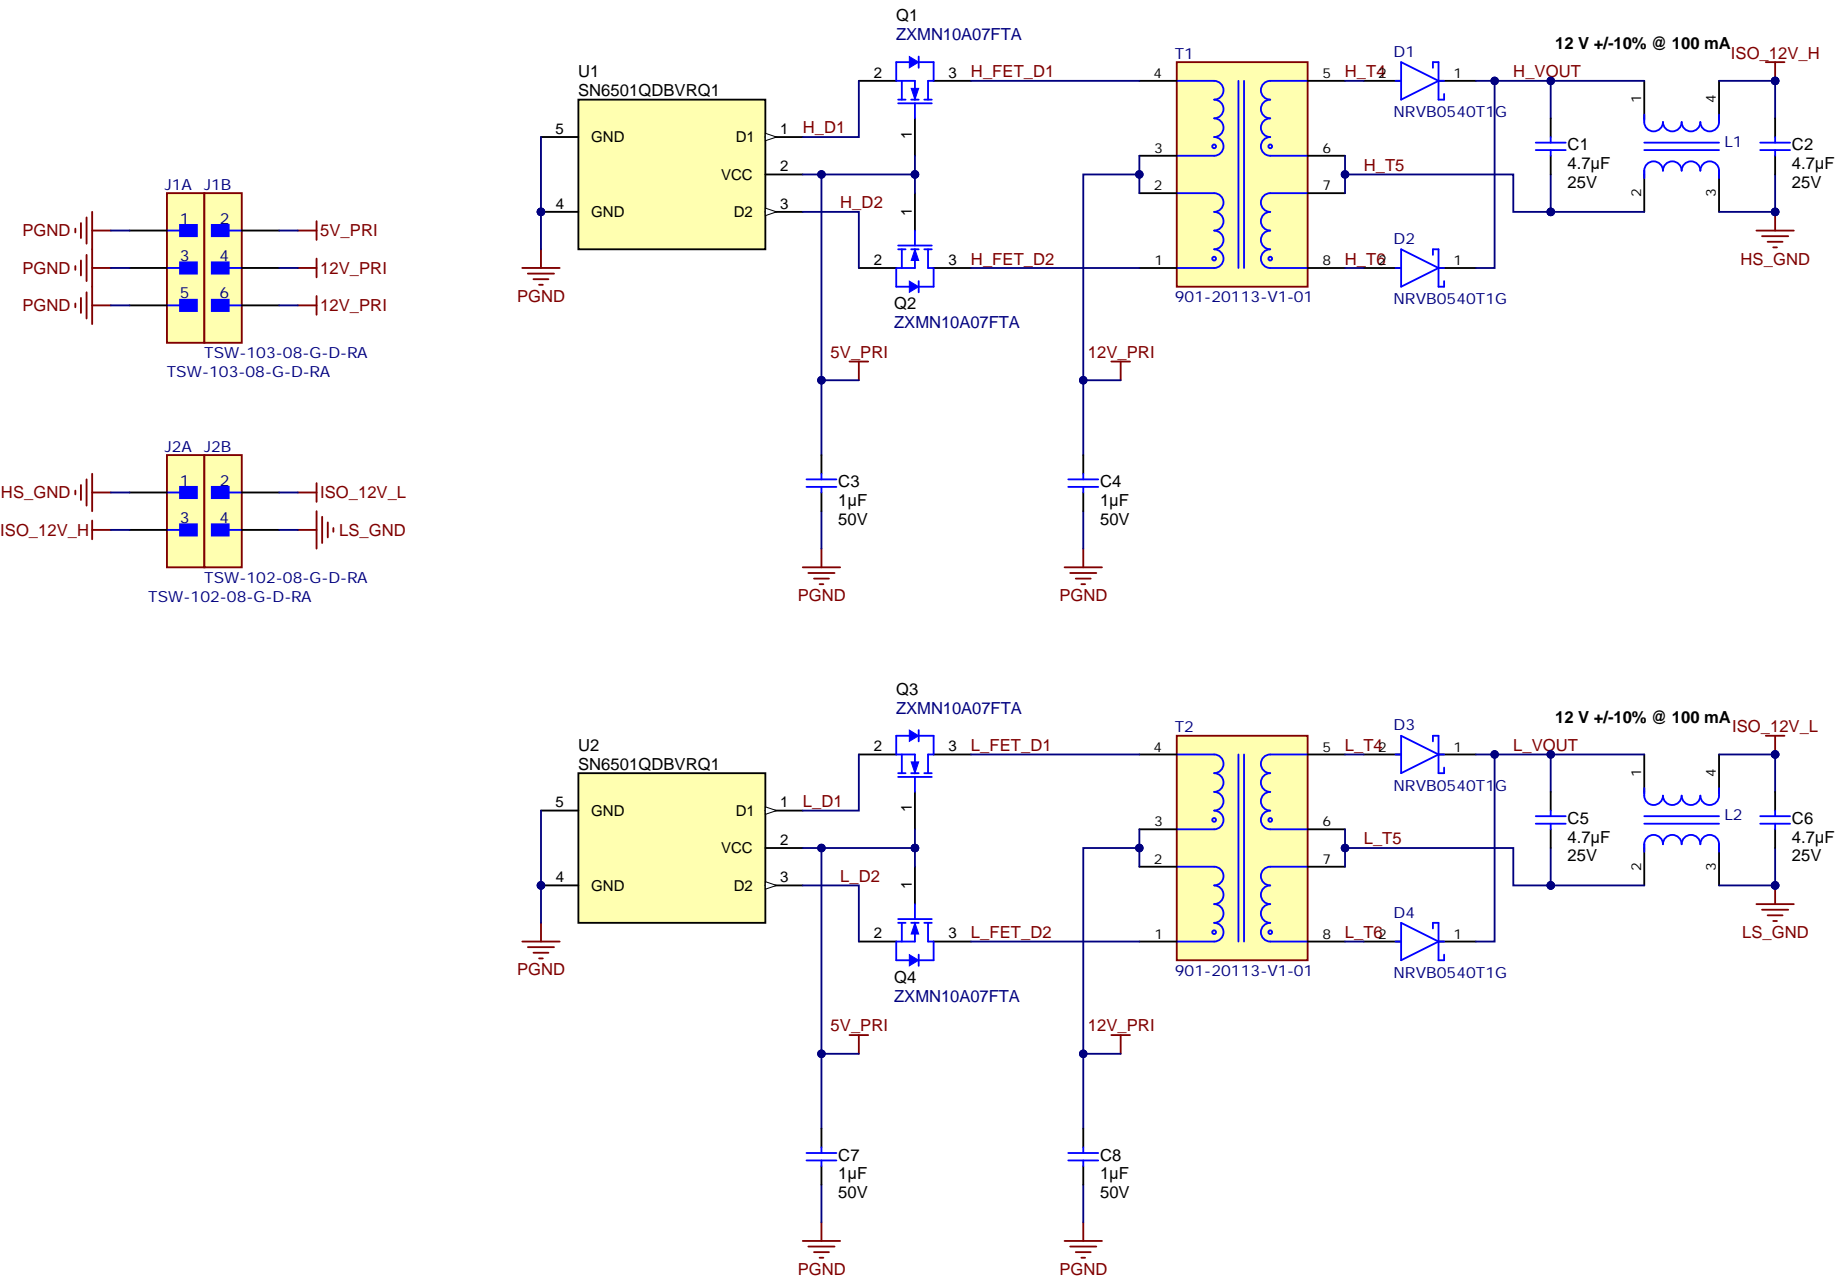 J1A J1B
PGND 1 2 5V_PRI
PGND 3 4 12V_PRI
PGND 5 6 12V_PRI
TSW-103-08-G-D-RA
TSW-103-08-G-D-RA
J2A J2B
HS_GND 1 2 ISO_12V_L
ISO_12V_H 3 4 LS_GND
TSW-102-08-G-D-RA
TSW-102-08-G-D-RA
Q1
ZXMN10A07FTA
U1
SN6501QDBVRQ1
5 GND D1 1 H_D1
VCC 2
4 GND D2 3 H_D2
PGND
2 3 H_FET_D1
1
1
2 3 H_FET_D2
Q2
ZXMN10A07FTA
T1
4 5 H_T4
3 6
2 7 H_T5
1 8 H_T6
901-20113-V1-01
D1
2 1 H_VOUT
NRVB0540T1G
D2
2 1
NRVB0540T1G
12 V +/-10% @ 100 mA
ISO_12V_H
C1
4.7µF
25V
1 4
L1
2 3
C2
4.7µF
25V
HS_GND
5V_PRI
12V_PRI
C3
1µF
50V
PGND
C4
1µF
50V
PGND
Q3
ZXMN10A07FTA
U2
SN6501QDBVRQ1
5 GND D1 1 L_D1
VCC 2
4 GND D2 3 L_D2
PGND
2 3 L_FET_D1
1
1
2 3 L_FET_D2
Q4
ZXMN10A07FTA
T2
4 5 L_T4
3 6
2 7 L_T5
1 8 L_T6
901-20113-V1-01
D3
2 1 L_VOUT
NRVB0540T1G
D4
2 1
NRVB0540T1G
12 V +/-10% @ 100 mA
ISO_12V_L
C5
4.7µF
25V
1 4
L2
2 3
C6
4.7µF
25V
LS_GND
5V_PRI
12V_PRI
C7
1µF
50V
PGND
C8
1µF
50V
PGND